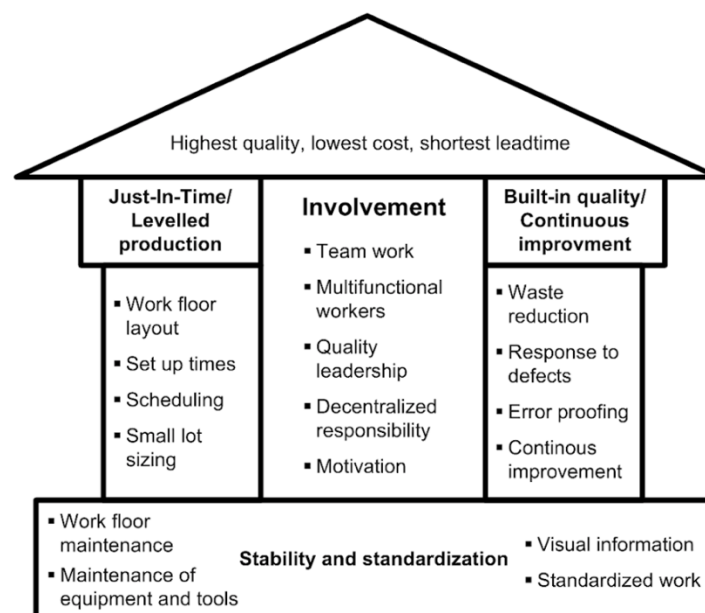 Highest quality, lowest cost, shortest leadtime
Just-In-Time/
Levelled
production
▪ Work floor
layout
▪ Set up times
▪ Scheduling
▪ Small lot
sizing
Involvement
▪ Team work
▪ Multifunctional
workers
▪ Quality
leadership
▪ Decentralized
responsibility
▪ Motivation
Built-in quality/
Continuous
improvment
▪ Waste
reduction
▪ Response to
defects
▪ Error proofing
▪ Continous
improvement
▪ Work floor
maintenance
▪ Maintenance of
equipment and tools
Stability and standardization
▪ Visual information
▪ Standardized work